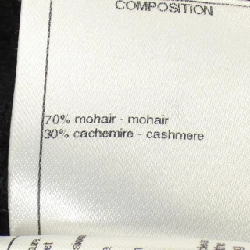 COMPOSITION
70% mohair - mohair
30% cachemire - cashmere